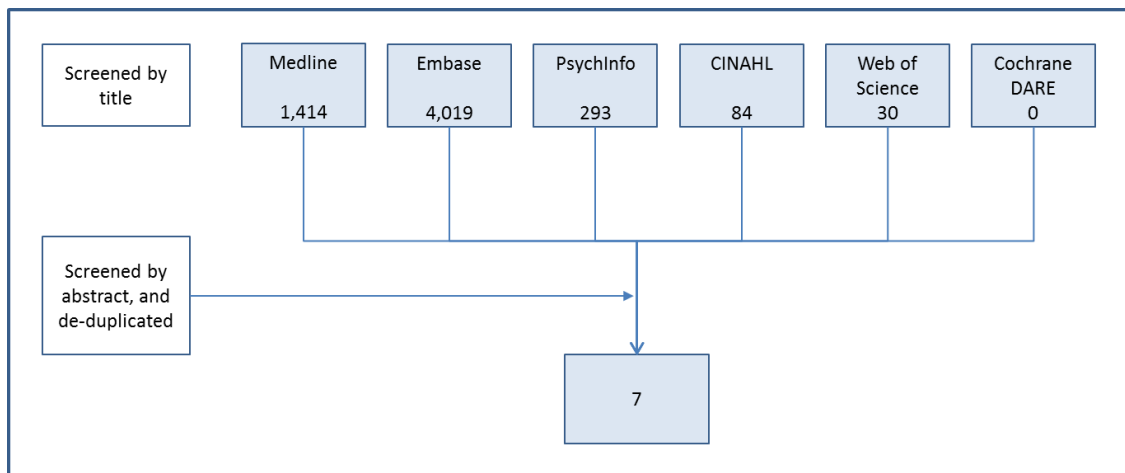 Screened by
title
Medline
1,414
Embase
4,019
PsychInfo
293
CINAHL
84
Web of
Science
30
Cochrane
DARE
0
Screened by
abstract, and
de-duplicated
7